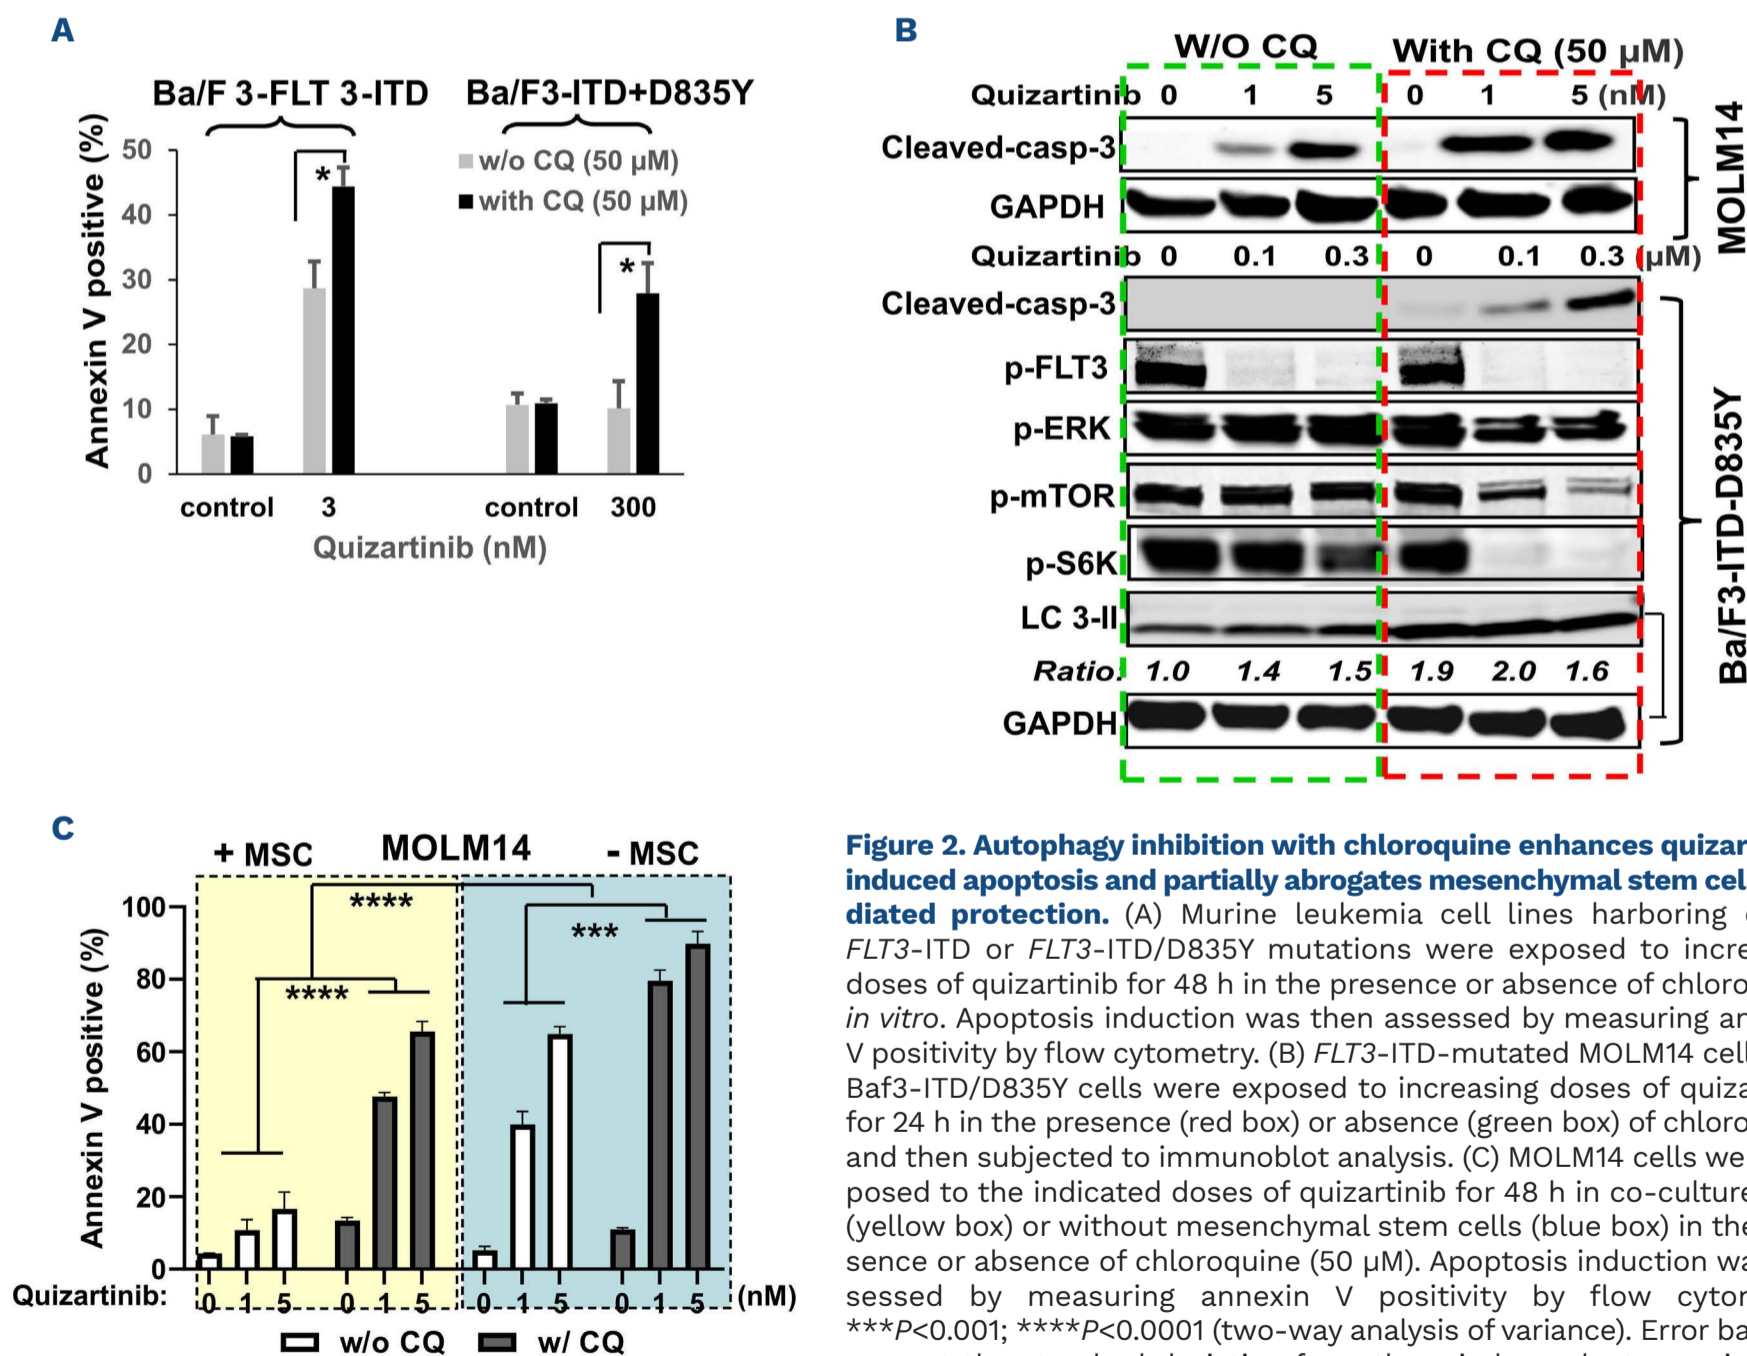 A
Ba/F 3-FLT 3-ITD
Ba/F3-ITD+D835Y
w/o CQ (50 µM)
with CQ (50 µM)
Annexin V positive (%)
50
40
30
20
10
0
*
*
control 3 control 300
Quizartinib (nM)
B
W/O CQ With CQ (50 µM)
Quizartinib 0 1 5 0 1 5 (nM)
Cleaved-casp-3
GAPDH
MOLM14
Quizartinib 0 0.1 0.3 0 0.1 0.3 (µM)
Cleaved-casp-3
p-FLT3
p-ERK
p-mTOR
p-S6K
LC 3-II
Ratio: 1.0 1.4 1.5 1.9 2.0 1.6
GAPDH
Ba/F3-ITD-D835Y
C
+ MSC MOLM14 - MSC
Annexin V positive (%)
100
80
60
40
20
0
****
****
***
Quizartinib: 0 1 5 0 1 5 0 1 5 0 1 5 (nM)
w/o CQ w/ CQ
Figure 2. Autophagy inhibition with chloroquine enhances quizar
induced apoptosis and partially abrogates mesenchymal stem cel
diated protection. (A) Murine leukemia cell lines harboring
FLT3-ITD or FLT3-ITD/D835Y mutations were exposed to incre
doses of quizartinib for 48 h in the presence or absence of chloro
in vitro. Apoptosis induction was then assessed by measuring an
V positivity by flow cytometry. (B) FLT3-ITD-mutated MOLM14 cell
Baf3-ITD/D835Y cells were exposed to increasing doses of quiza
for 24 h in the presence (red box) or absence (green box) of chloro
and then subjected to immunoblot analysis. (C) MOLM14 cells we
posed to the indicated doses of quizartinib for 48 h in co-culture
(yellow box) or without mesenchymal stem cells (blue box) in the
sence or absence of chloroquine (50 µM). Apoptosis induction wa
sessed by measuring annexin V positivity by flow cytor
***P<0.001; ****P<0.0001 (two-way analysis of variance). Error ba